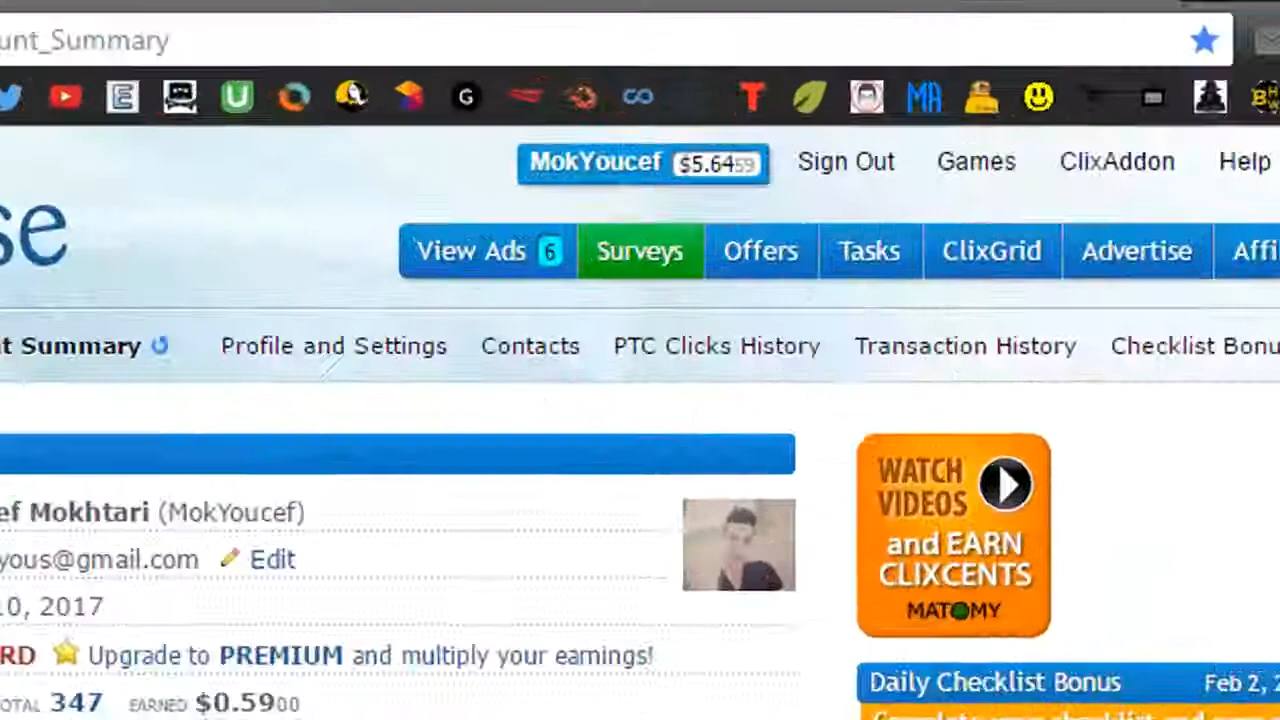 unt_Summary
MokYoucef $5.6459 Sign Out Games ClixAddon Help
se
View Ads 6 Surveys Offers Tasks ClixGrid Advertise Affi
t Summary Profile and Settings Contacts PTC Clicks History Transaction History Checklist Bonu
WATCH
VIDEOS
and EARN
CLIXCENTS
MATOMY
ef Mokhtari (MokYoucef)
yous@gmail.com Edit
10, 2017
RD Upgrade to PREMIUM and multiply your earnings!
OTAL 347 EARNED $0.5900
Daily Checklist Bonus Feb 2, 2